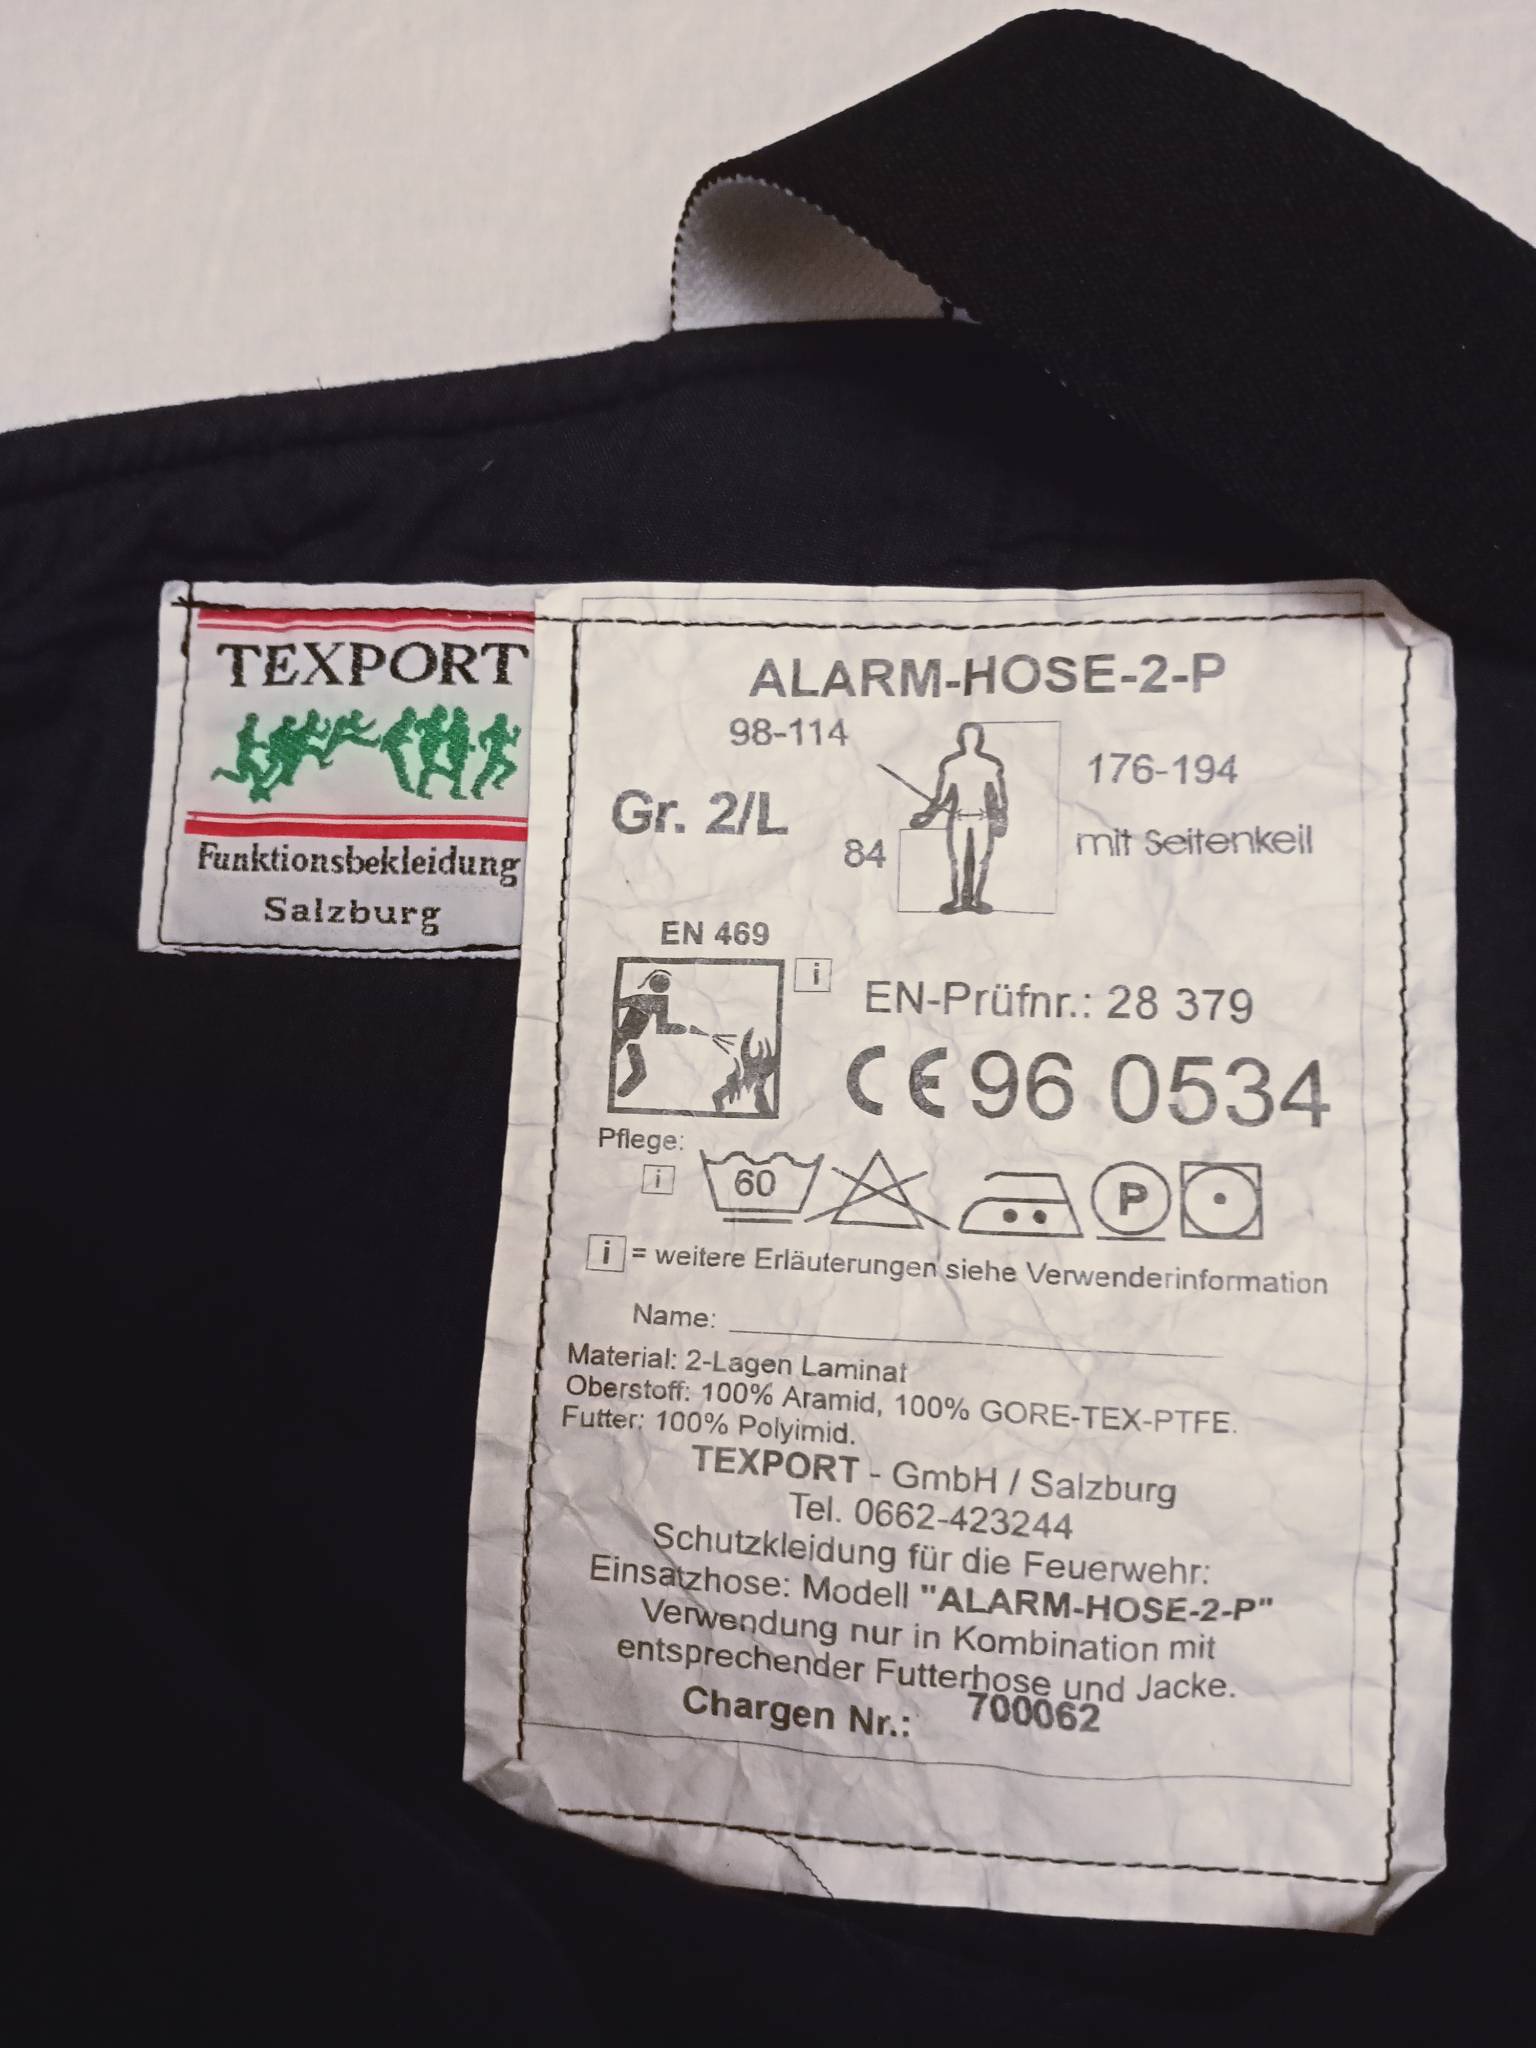 TEXPORT
Funktionsbekleidung
Salzburg
ALARM-HOSE-2-P
98-114
176-194
Gr. 2/L
84
mit Seitenkeil
EN 469
i
EN-Prüfnr.: 28 379
CE 96 0534
Pflege:
i
60
P
i = weitere Erläuterungen siehe Verwenderinformation
Name:
Material: 2-Lagen Laminat
Oberstoff: 100% Aramid, 100% GORE-TEX-PTFE.
Futter: 100% Polyimid.
TEXPORT - GmbH / Salzburg
Tel. 0662-423244
Schutzkleidung für die Feuerwehr:
Einsatzhose: Modell "ALARM-HOSE-2-P"
Verwendung nur in Kombination mit
entsprechender Futterhose und Jacke.
Chargen Nr.: 700062